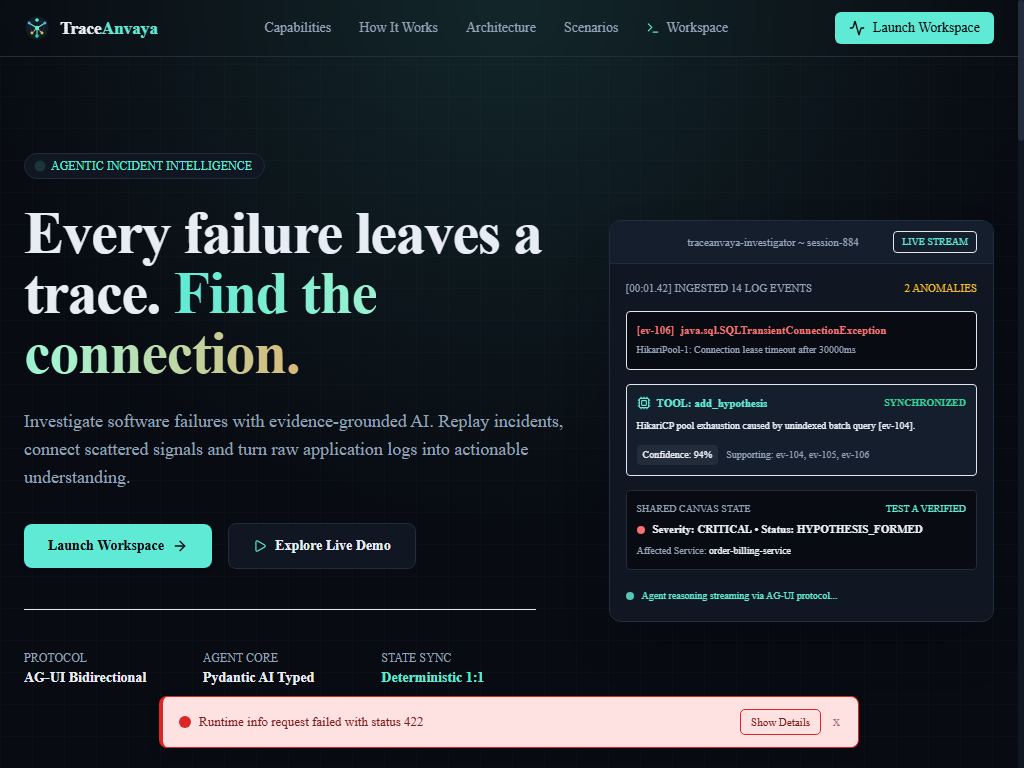 TraceAnvaya
Capabilities
How It Works
Architecture
Scenarios
Workspace
Launch Workspace
AGENTIC INCIDENT INTELLIGENCE
Every failure leaves a
trace. Find the
connection.
Investigate software failures with evidence-grounded AI. Replay incidents,
connect scattered signals and turn raw application logs into actionable
understanding.
Launch Workspace
Explore Live Demo
PROTOCOL
AG-UI Bidirectional
AGENT CORE
Pydantic AI Typed
STATE SYNC
Deterministic 1:1
traceanvaya-investigator ~ session-884
LIVE STREAM
[00:01.42] INGESTED 14 LOG EVENTS
2 ANOMALIES
[ev-106] java.sql.SQLTransientConnectionException
HikariPool-1: Connection lease timeout after 30000ms
TOOL: add_hypothesis
SYNCHRONIZED
HikariCP pool exhaustion caused by unindexed batch query [ev-104].
Confidence: 94%
Supporting: ev-104, ev-105, ev-106
SHARED CANVAS STATE
TEST A VERIFIED
Severity: CRITICAL • Status: HYPOTHESIS_FORMED
Affected Service: order-billing-service
Agent reasoning streaming via AG-UI protocol...
Runtime info request failed with status 422
Show Details
X